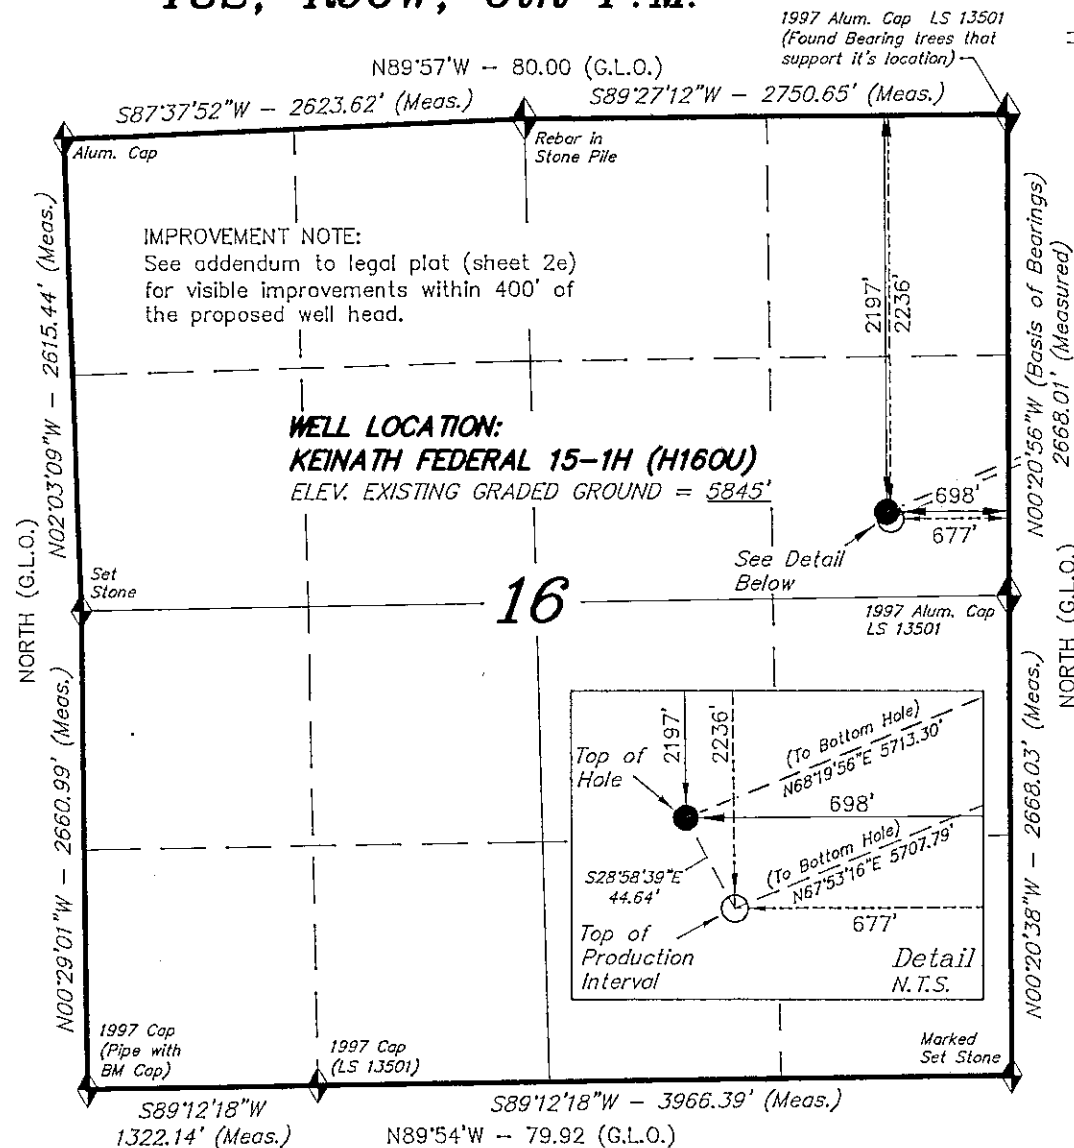 1997 Alum. Cap LS 13501
(Found Bearing trees that
support it's location)
N89°57'W - 80.00 (G.L.O.)
S87°37'52"W - 2623.62' (Meas.)
S89°27'12"W - 2750.65' (Meas.)
Alum. Cap
Rebar in
Stone Pile
IMPROVEMENT NOTE:
See addendum to legal plat (sheet 2e)
for visible improvements within 400' of
the proposed well head.
N02°03'09"W - 2615.44' (Meas.)
2197'
2236'
N00°20'56"W (Basis of Bearings)
2668.01' (Measured)
WELL LOCATION:
KEINATH FEDERAL 15-1H (H16OU)
ELEV. EXISTING GRADED GROUND = 5845'
698'
677'
See Detail
Below
NORTH (G.L.O.)
Set
Stone
16
1997 Alum. Cap
LS 13501
NORTH (G.L.O.)
N00°29'01"W - 2660.99' (Meas.)
2197'
2236'
Top of
Hole
(To Bottom Hole)
N68°19'56"E 5713.30'
698'
S28°58'39"E
44.64'
(To Bottom Hole)
N67°53'16"E 5707.79'
677'
Top of
Production
Interval
Detail
N.T.S.
N00°20'38"W - 2668.03' (Meas.)
1997 Cap
(Pipe with
BM Cap)
1997 Cap
(LS 13501)
Marked
Set Stone
S89°12'18"W
1322.14' (Meas.)
S89°12'18"W - 3966.39' (Meas.)
N89°54'W - 79.92 (G.L.O.)